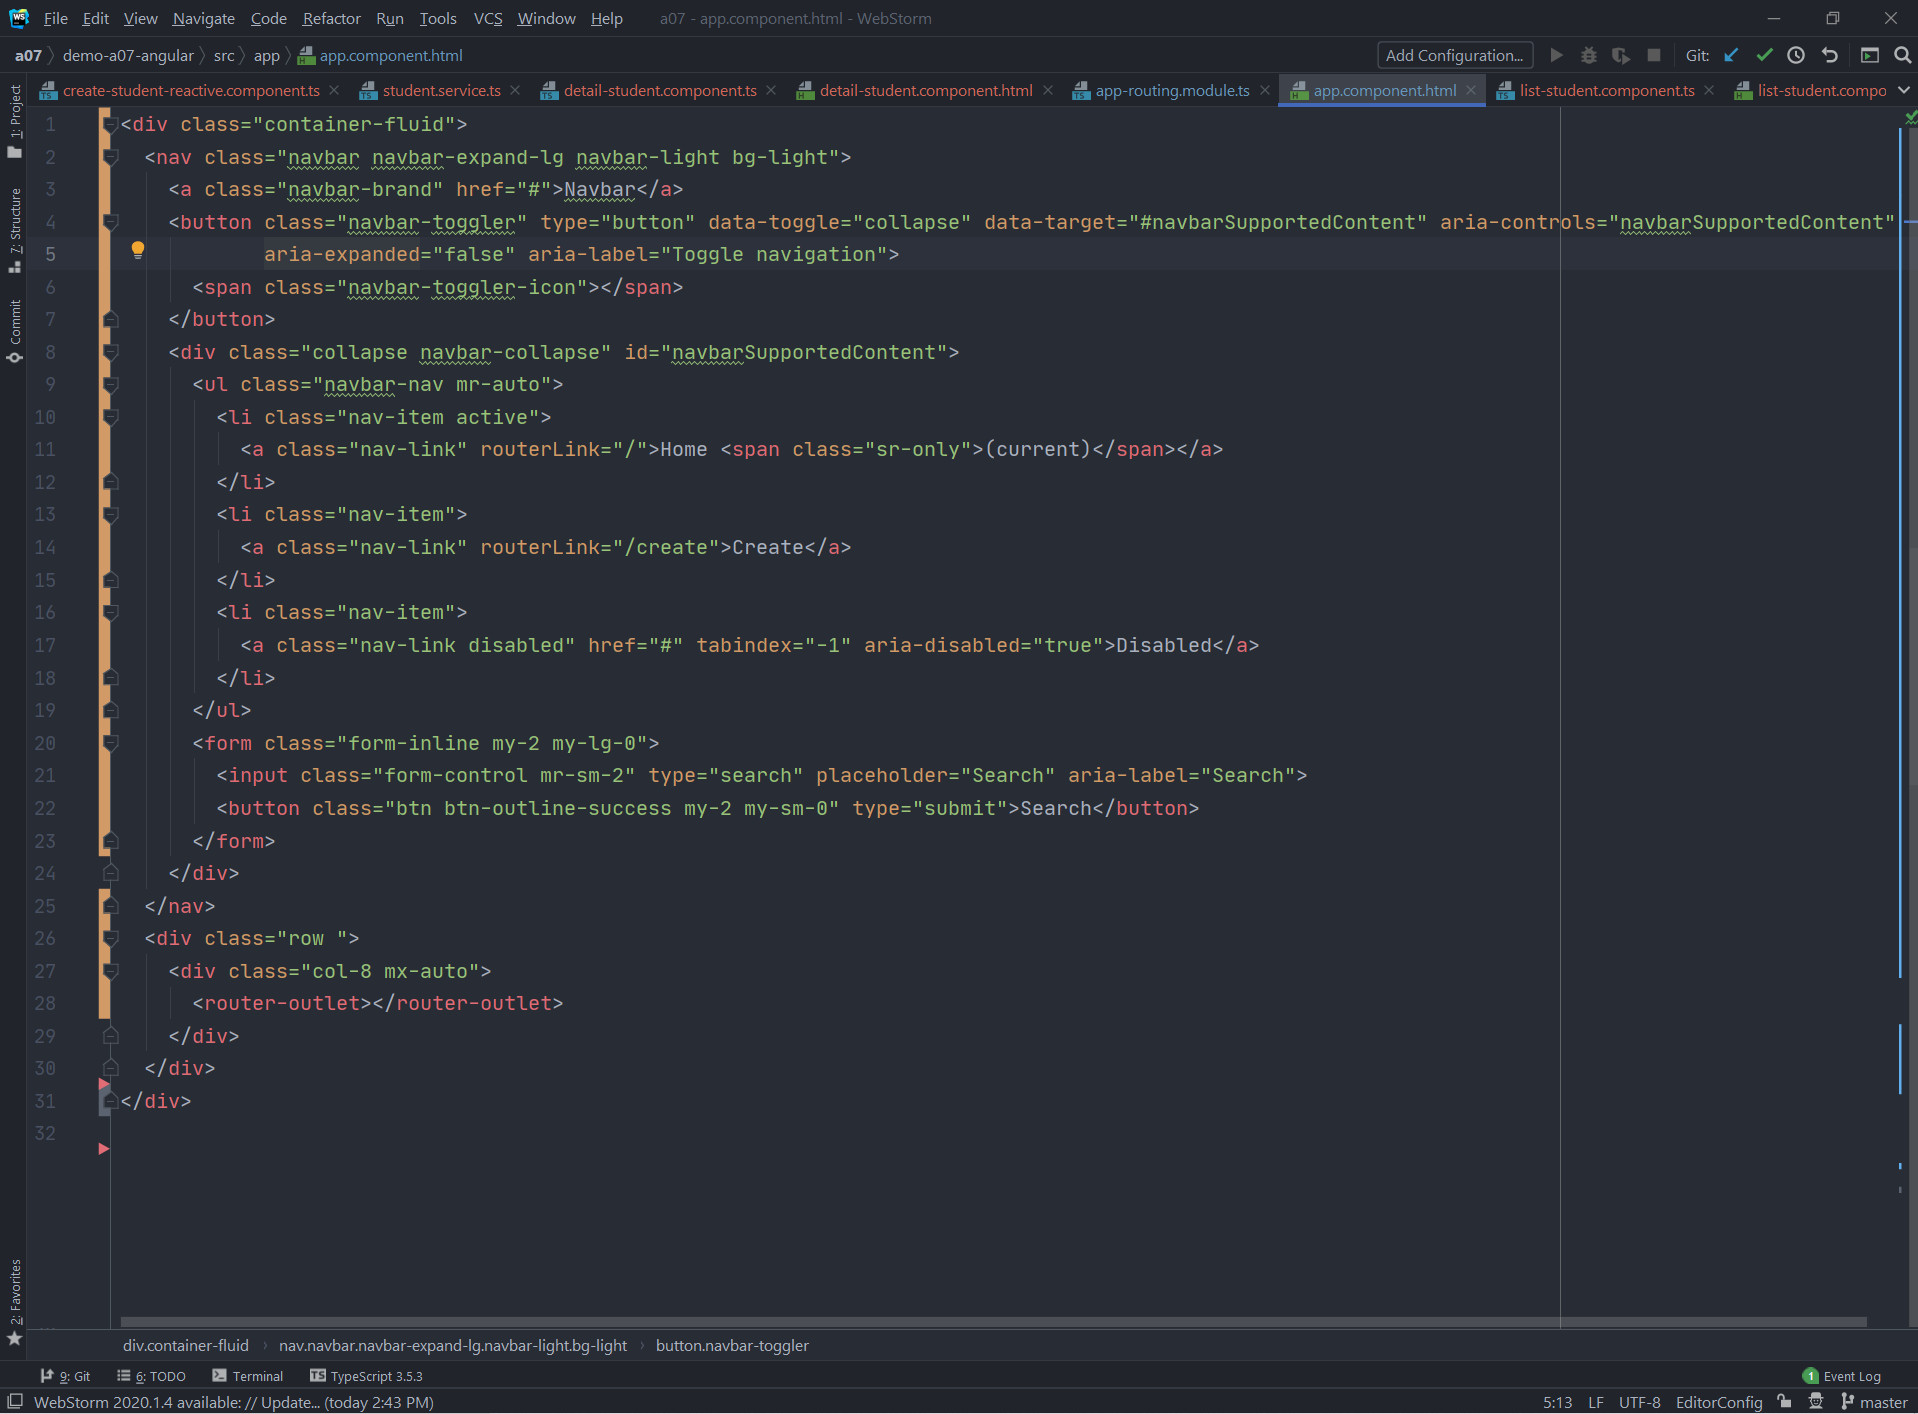 File Edit View Navigate Code Refactor Run Tools VCS Window Help a07 - app.component.html - WebStorm
a07 demo-a07-angular src app app.component.html Add Configuration... Git:
create-student-reactive.component.ts student.service.ts detail-student.component.ts detail-student.component.html app-routing.module.ts app.component.html list-student.component.ts list-student.compo
1: Project
7: Structure
Commit
2: Favorites
1 <div class="container-fluid">
2 <nav class="navbar navbar-expand-lg navbar-light bg-light">
3 <a class="navbar-brand" href="#">Navbar</a>
4 <button class="navbar-toggler" type="button" data-toggle="collapse" data-target="#navbarSupportedContent" aria-controls="navbarSupportedContent"
5 aria-expanded="false" aria-label="Toggle navigation">
6 <span class="navbar-toggler-icon"></span>
7 </button>
8 <div class="collapse navbar-collapse" id="navbarSupportedContent">
9 <ul class="navbar-nav mr-auto">
10 <li class="nav-item active">
11 <a class="nav-link" routerLink="/">Home <span class="sr-only">(current)</span></a>
12 </li>
13 <li class="nav-item">
14 <a class="nav-link" routerLink="/create">Create</a>
15 </li>
16 <li class="nav-item">
17 <a class="nav-link disabled" href="#" tabindex="-1" aria-disabled="true">Disabled</a>
18 </li>
19 </ul>
20 <form class="form-inline my-2 my-lg-0">
21 <input class="form-control mr-sm-2" type="search" placeholder="Search" aria-label="Search">
22 <button class="btn btn-outline-success my-2 my-sm-0" type="submit">Search</button>
23 </form>
24 </div>
25 </nav>
26 <div class="row ">
27 <div class="col-8 mx-auto">
28 <router-outlet></router-outlet>
29 </div>
30 </div>
31 </div>
32
div.container-fluid nav.navbar.navbar-expand-lg.navbar-light.bg-light button.navbar-toggler
9: Git 6: TODO Terminal TypeScript 3.5.3 1 Event Log
WebStorm 2020.1.4 available: // Update... (today 2:43 PM) 5:13 LF UTF-8 EditorConfig master